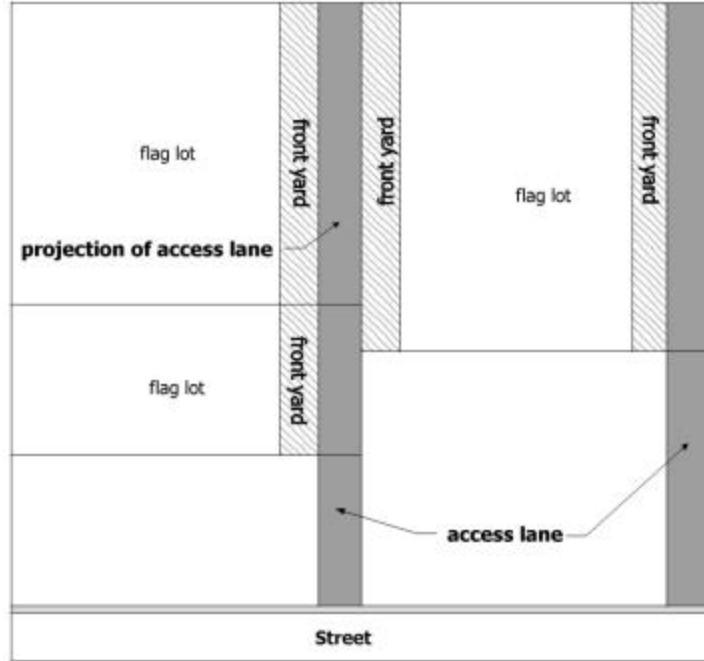 flag lot
front yard
front yard
flag lot
front yard
projection of access lane
flag lot
front yard
access lane
Street